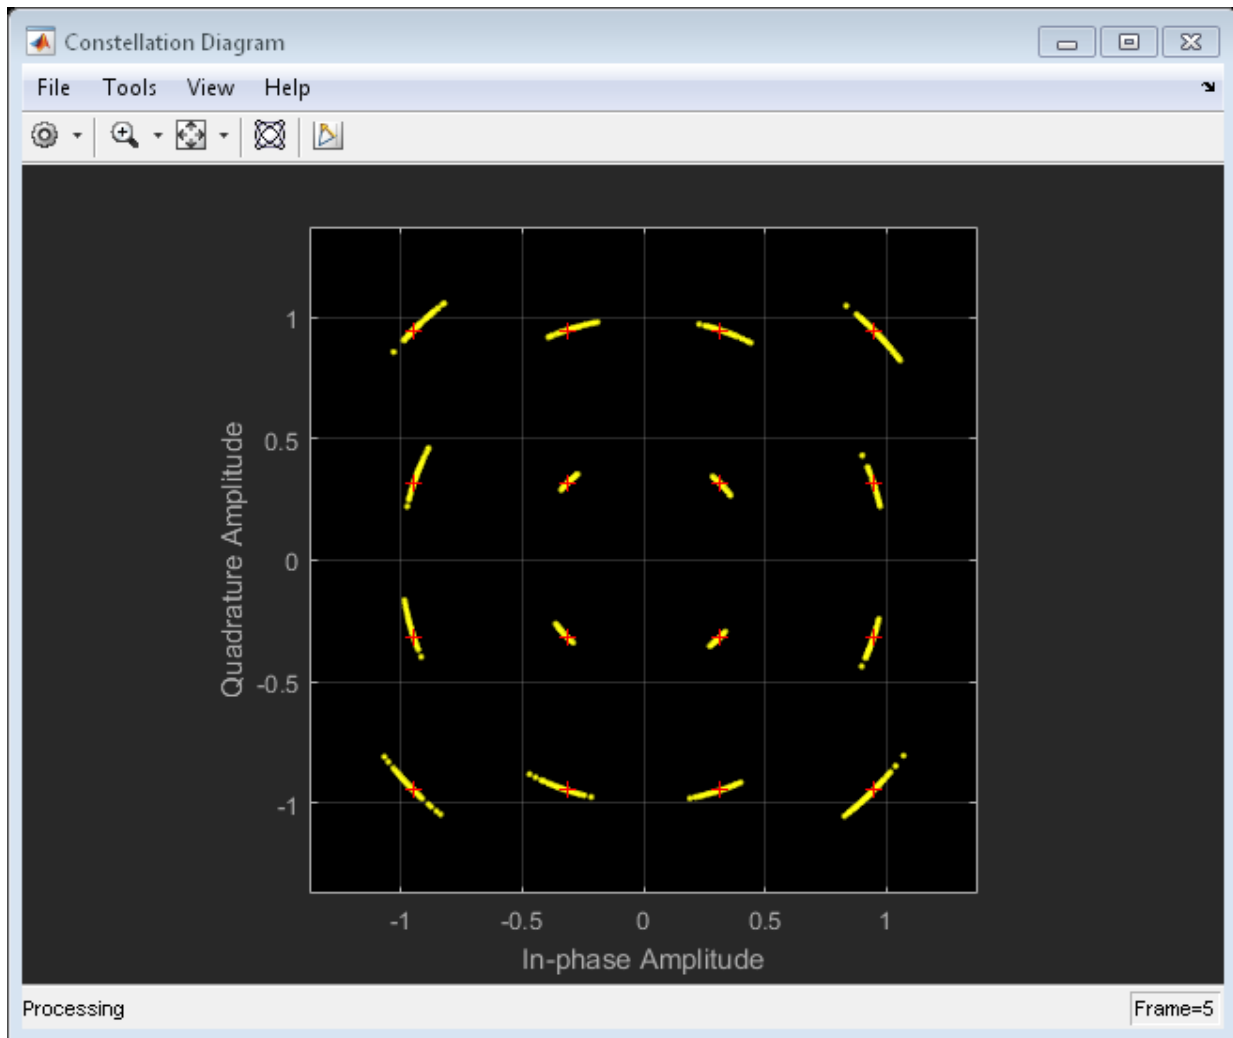 Constellation Diagram
File Tools View Help
1
0.5
0
-0.5
-1
Quadrature Amplitude
-1 -0.5 0 0.5 1
In-phase Amplitude
Processing Frame=5